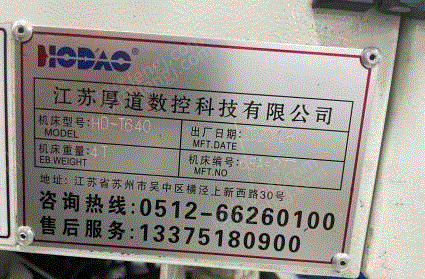 HODAO
江苏厚道数控科技有限公司
机床型号: HD-1640 出厂日期:
MODEL MFT.DATE
机床重量: 4T 机床编号:
EB.WEIGHT MFT.NO
地址: 江苏省苏州市吴中区横泾上新西路30号
咨询热线:0512-66260100
售后服务:13375180900